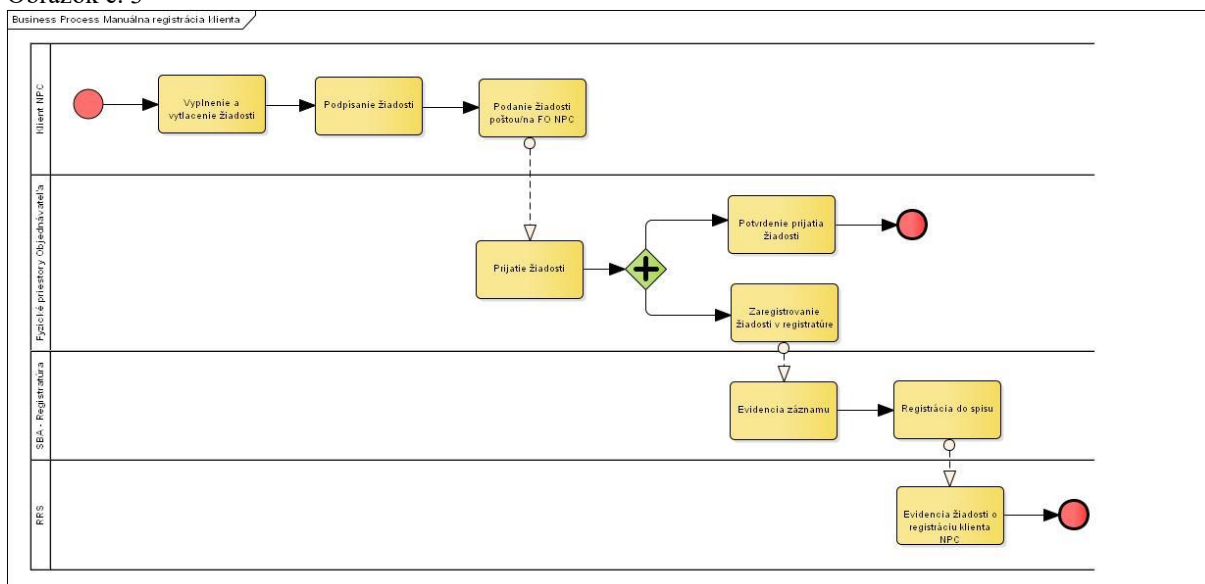 Obrázok č. 3
Business Process Manuálna registrácia klienta
Klient NPC
Vyplnenie a
vytlacenie žiadosti
Podpísanie žiadosti
Podanie žiadosti
poštou/na FO NPC
Fyzické priestory Objednávateľa
Prijatie žiadosti
Potvrdenie prijatia
žiadosti
Zaregistrovanie
žiadosti v registratúre
SBA - Registratúra
Evidencia záznamu
Registrácia do spisu
RRS
Evidencia žiadosti o
registráciu klienta
NPC